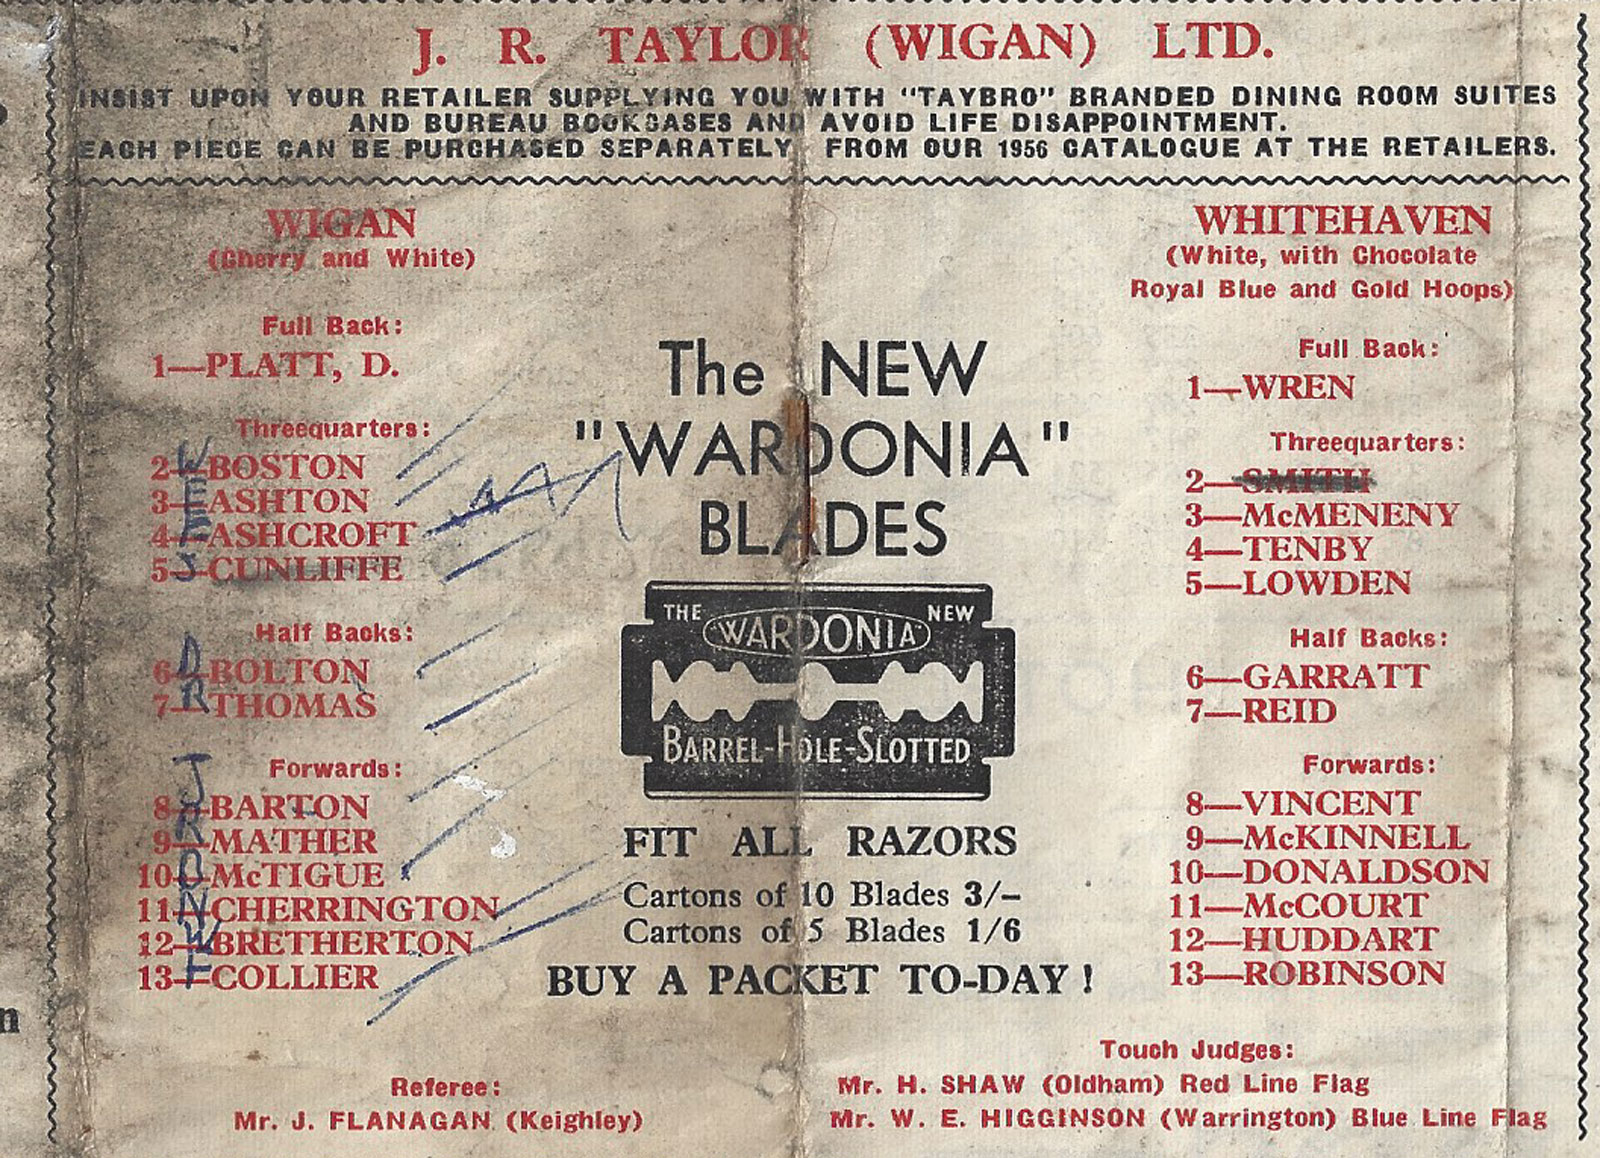 J. R. TAYLOR (WIGAN) LTD.
INSIST UPON YOUR RETAILER SUPPLYING YOU WITH "TAYBRO" BRANDED DINING ROOM SUITES
AND BUREAU BOOKCASES AND AVOID LIFE DISAPPOINTMENT.
EACH PIECE CAN BE PURCHASED SEPARATELY FROM OUR 1956 CATALOGUE AT THE RETAILERS.
WIGAN
(Cherry and White)
Full Back:
1—PLATT, D.
Threequarters:
2—BOSTON
3—ASHTON
4—ASHCROFT
5—CUNLIFFE
Half Backs:
6—BOLTON
7—THOMAS
Forwards:
8—BARTON
9—MATHER
10—McTIGUE
11—CHERRINGTON
12—BRETHERTON
13—COLLIER
Referee:
Mr. J. FLANAGAN (Keighley)
The NEW
"WARDONIA"
BLADES
THE NEW
"WARDONIA"
BARREL-HOLE-SLOTTED
FIT ALL RAZORS
Cartons of 10 Blades 3/–
Cartons of 5 Blades 1/6
BUY A PACKET TO-DAY !
WHITEHAVEN
(White, with Chocolate
Royal Blue and Gold Hoops)
Full Back:
1—WREN
Threequarters:
2—SMITH
3—McMENENY
4—TENBY
5—LOWDEN
Half Backs:
6—GARRATT
7—REID
Forwards:
8—VINCENT
9—McKINNELL
10—DONALDSON
11—McCOURT
12—HUDDART
13—ROBINSON
Touch Judges:
Mr. H. SHAW (Oldham) Red Line Flag
Mr. W. E. HIGGINSON (Warrington) Blue Line Flag